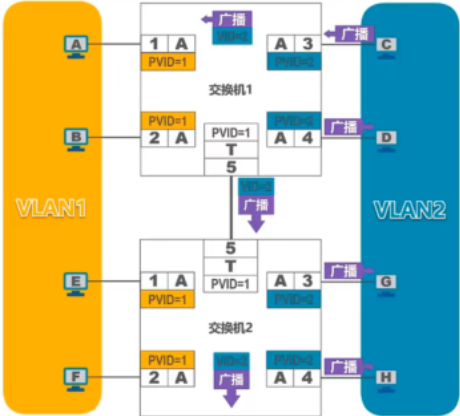 广播
VID=2
广播
A
1 A
A 3
C
PVID=1
PVID=2
交换机1
PVID=1
PVID=2
广播
B
2 A
PVID=1
A 4
D
T
5
VID=2
广播
VLAN1
VLAN2
5
T
广播
E
1 A
PVID=1
A 3
G
PVID=1
PVID=2
交换机2
PVID=1
VID=2
PVID=2
广播
F
2 A
广播
A 4
H